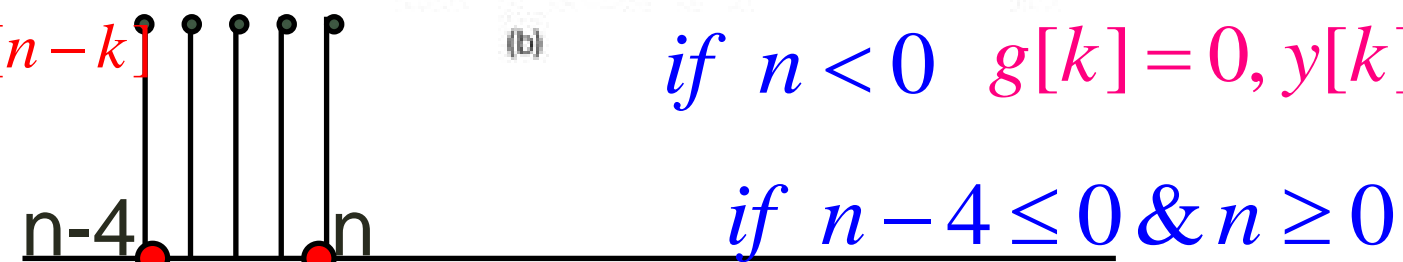 [n − k]
(b)
if n < 0 g[k] = 0, y[k]
n-4
n
if n − 4 ≤ 0 & n ≥ 0